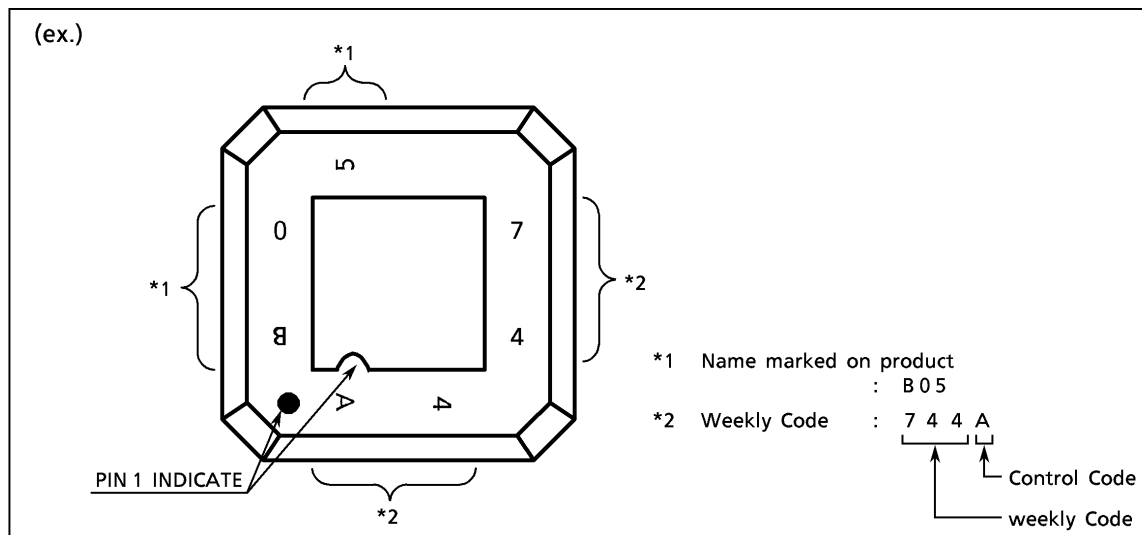 (ex.)
*1
5
0
7
*1
*2
B
4
A
4
PIN 1 INDICATE
*2
*1 Name marked on product
: B05
*2 Weekly Code : 7 4 4 A
Control Code
weekly Code